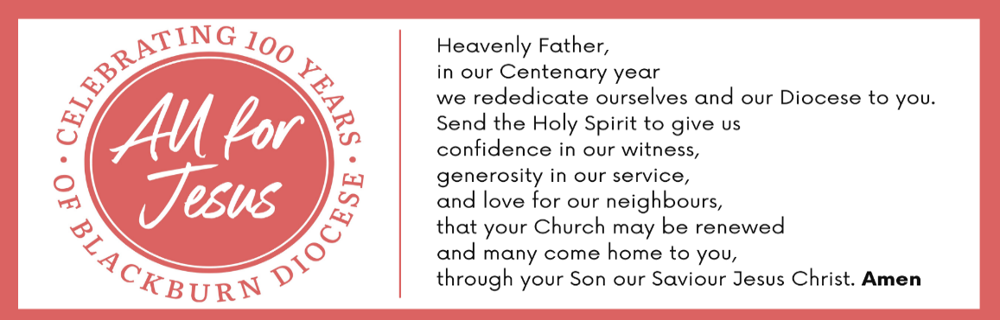 CELEBRATING 100 YEARS
• OF BLACKBURN DIOCESE •
All for
Jesus
Heavenly Father,
in our Centenary year
we rededicate ourselves and our Diocese to you.
Send the Holy Spirit to give us
confidence in our witness,
generosity in our service,
and love for our neighbours,
that your Church may be renewed
and many come home to you,
through your Son our Saviour Jesus Christ. Amen